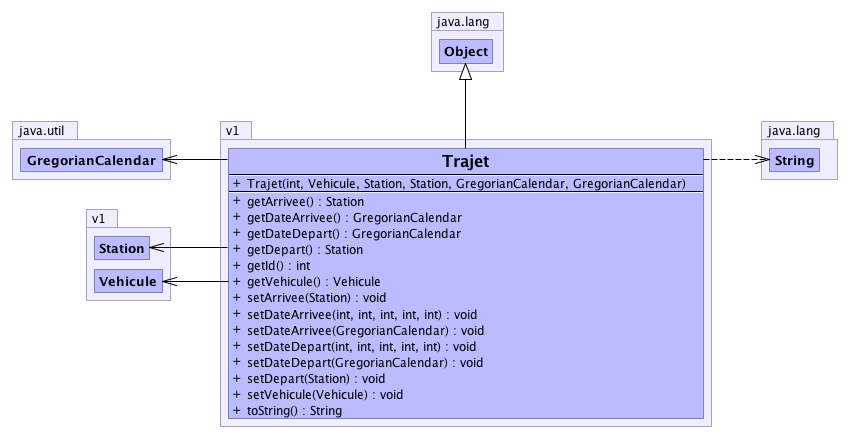 java.lang
Object
java.util
GregorianCalendar
v1
Station
Vehicule
v1
Trajet
+ Trajet(int, Vehicule, Station, Station, GregorianCalendar, GregorianCalendar)
+ getArrivee() : Station
+ getDateArrivee() : GregorianCalendar
+ getDateDepart() : GregorianCalendar
+ getDepart() : Station
+ getId() : int
+ getVehicule() : Vehicule
+ setArrivee(Station) : void
+ setDateArrivee(int, int, int, int, int) : void
+ setDateArrivee(GregorianCalendar) : void
+ setDateDepart(int, int, int, int, int) : void
+ setDateDepart(GregorianCalendar) : void
+ setDepart(Station) : void
+ setVehicule(Vehicule) : void
+ toString() : String
java.lang
String